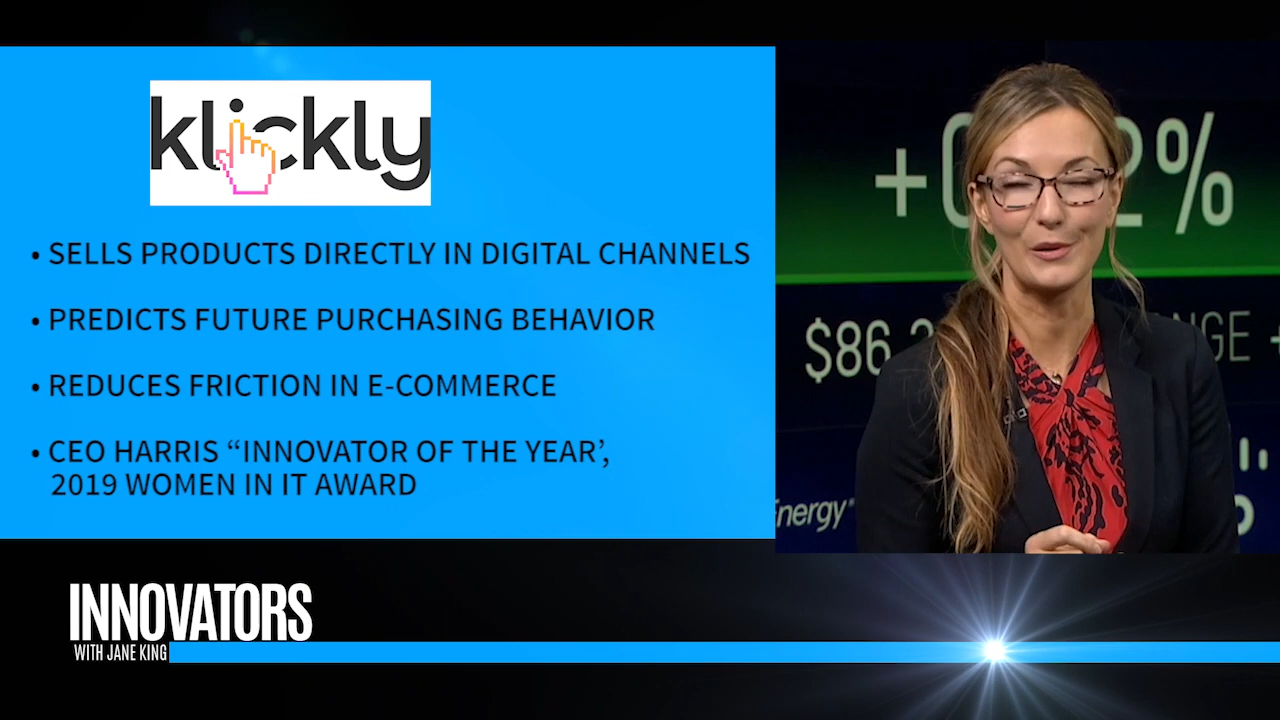 klickly
• SELLS PRODUCTS DIRECTLY IN DIGITAL CHANNELS
• PREDICTS FUTURE PURCHASING BEHAVIOR
• REDUCES FRICTION IN E-COMMERCE
• CEO HARRIS “INNOVATOR OF THE YEAR’,
2019 WOMEN IN IT AWARD
%
$86
INNOVATORS
WITH JANE KING